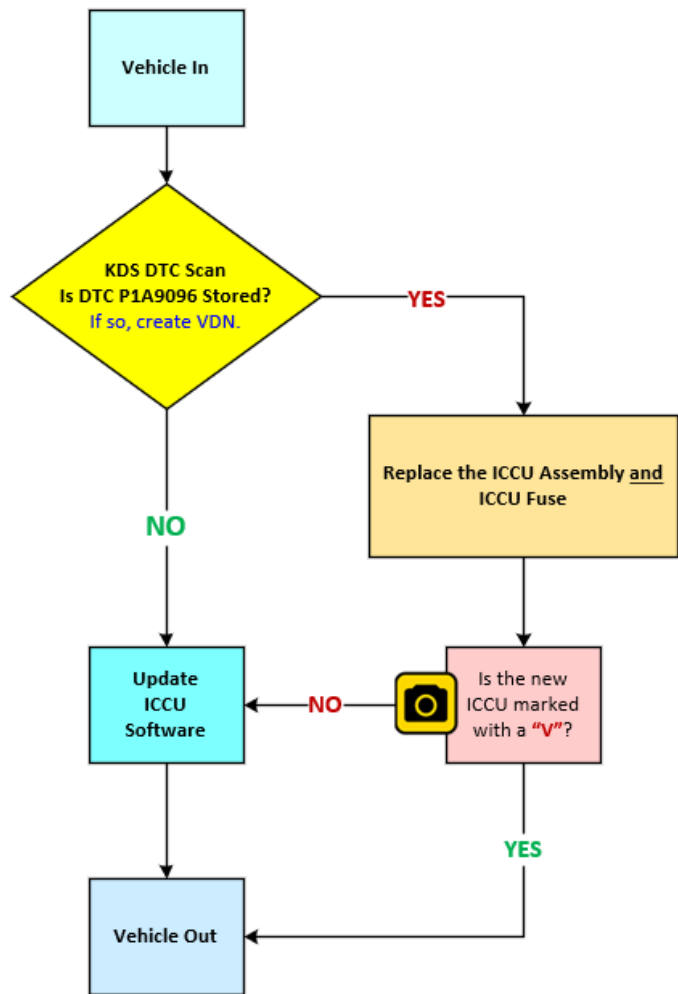 Vehicle In
KDS DTC Scan
Is DTC P1A9096 Stored?
If so, create VDN.
YES
Replace the ICCU Assembly and
ICCU Fuse
NO
Update
ICCU
Software
NO
Is the new
ICCU marked
with a “V”?
YES
Vehicle Out